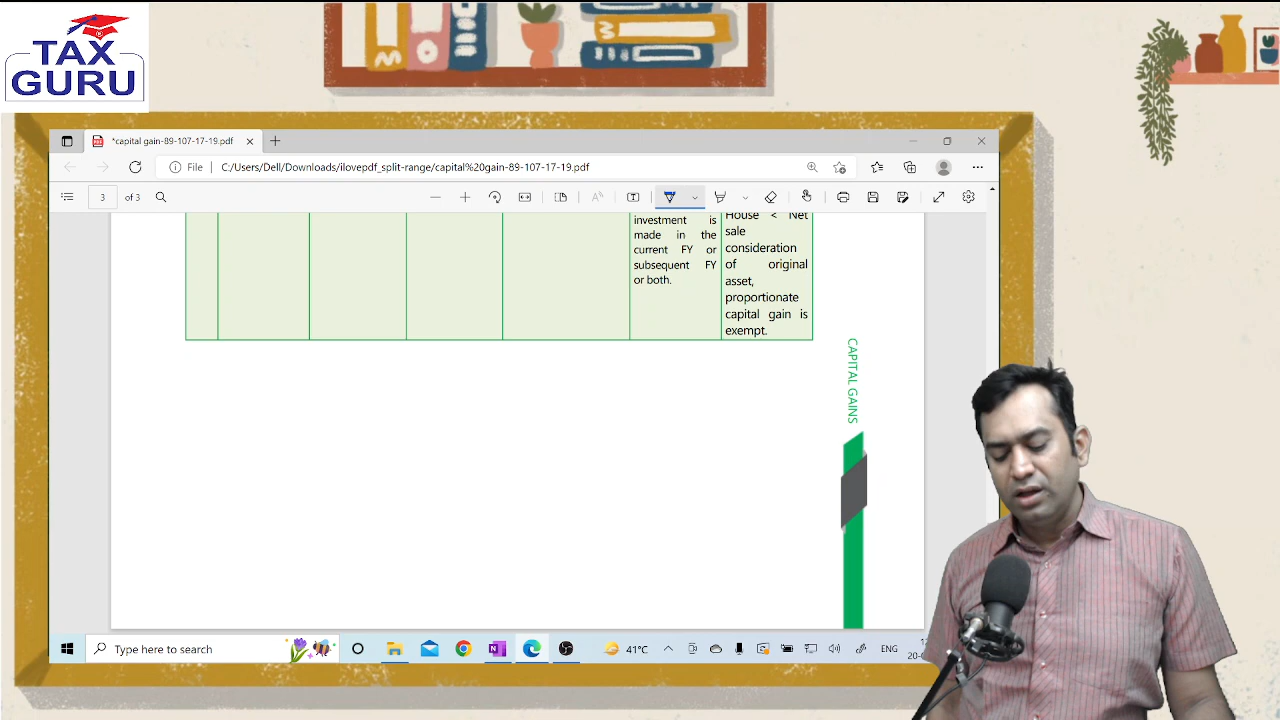 TAX
GURU
*capital gain-89-107-17-19.pdf
File
C:/Users/Dell/Downloads/ilovepdf_split-range/capital%20gain-89-107-17-19.pdf
3 of 3
investment is
made in the
current FY or
subsequent FY
or both.
House < Net
sale
consideration
of original
asset,
proportionate
capital gain is
exempt.
CAPITAL GAINS
Type here to search
41°C
ENG